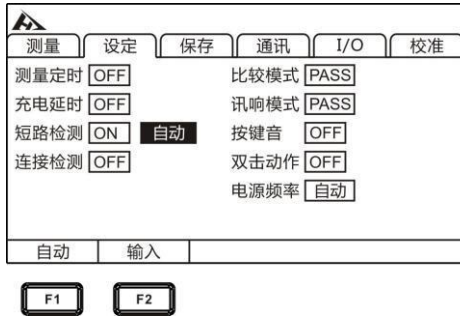 测量 设定 保存 通讯 I/O 校准
测量定时 OFF 比较模式 PASS
充电延时 OFF 讯响模式 PASS
短路检测 ON 自动 按键音 OFF
连接检测 OFF 双击动作 OFF
电源频率 自动
自动 输入
F1 F2